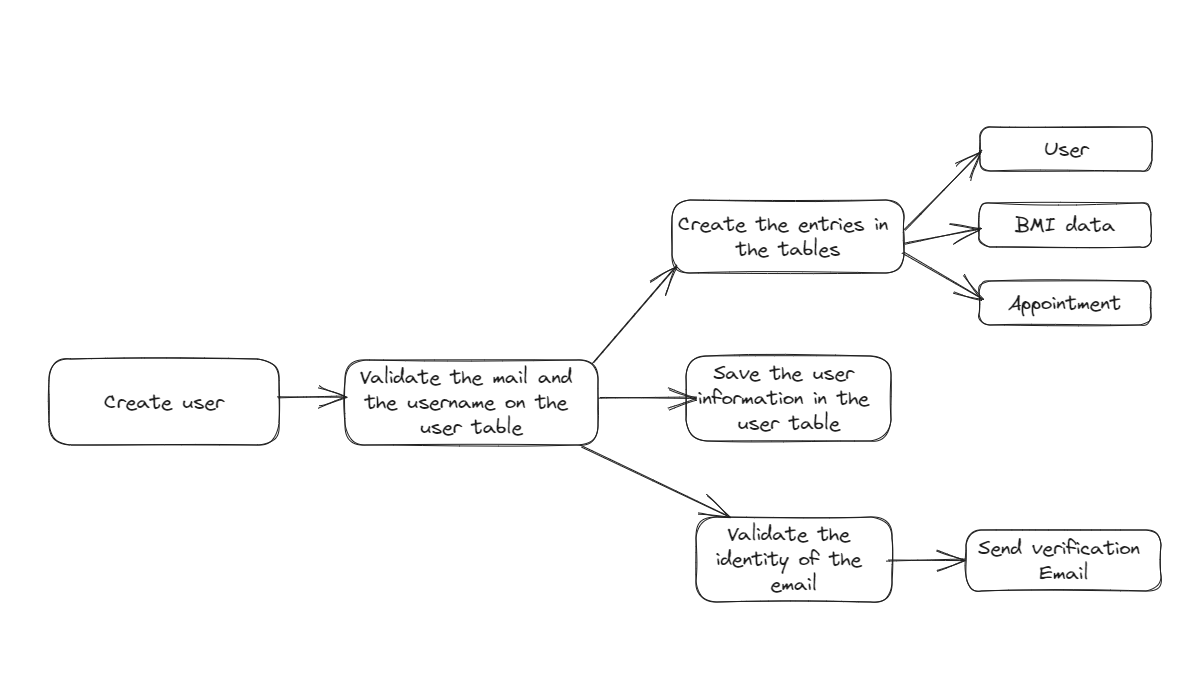 Create user
Validate the mail and
the username on the
user table
Create the entries in
the tables
User
BMI data
Appointment
Save the user
information in the
user table
Validate the
identity of the
email
Send verification
Email